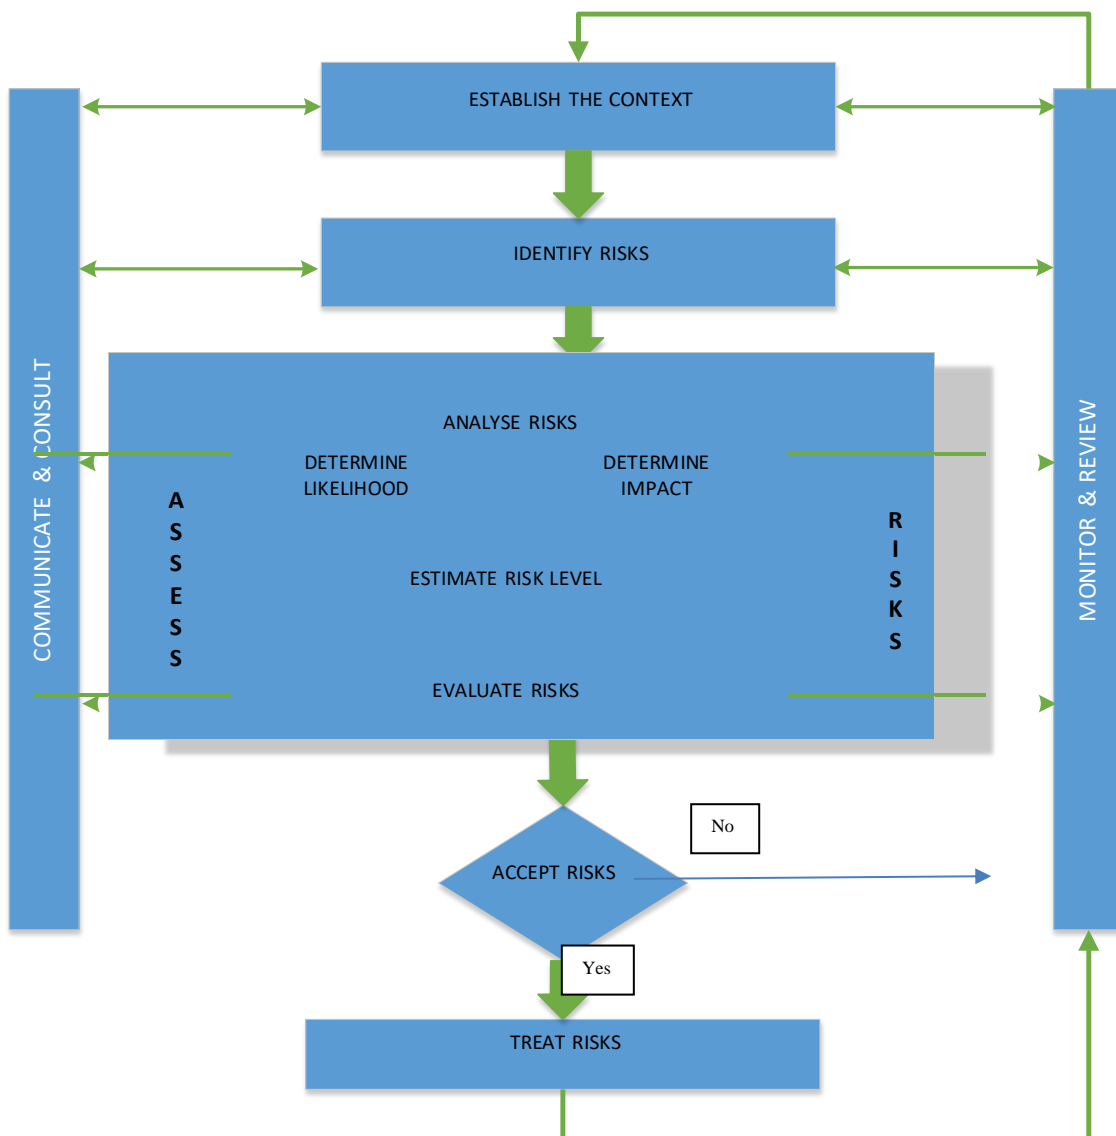 ESTABLISH THE CONTEXT
IDENTIFY RISKS
COMMUNICATE & CONSULT
MONITOR & REVIEW
ANALYSE RISKS
DETERMINE
LIKELIHOOD
DETERMINE
IMPACT
A
S
S
E
S
S
R
I
S
K
S
ESTIMATE RISK LEVEL
EVALUATE RISKS
No
ACCEPT RISKS
Yes
TREAT RISKS